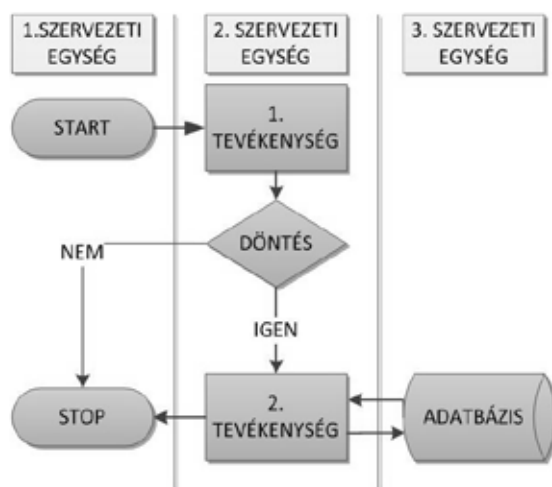 1.SZERVEZETI
EGYSÉG
2. SZERVEZETI
EGYSÉG
3. SZERVEZETI
EGYSÉG
START
1.
TEVÉKENYSÉG
DÖNTÉS
NEM
IGEN
STOP
2.
TEVÉKENYSÉG
ADATBÁZIS